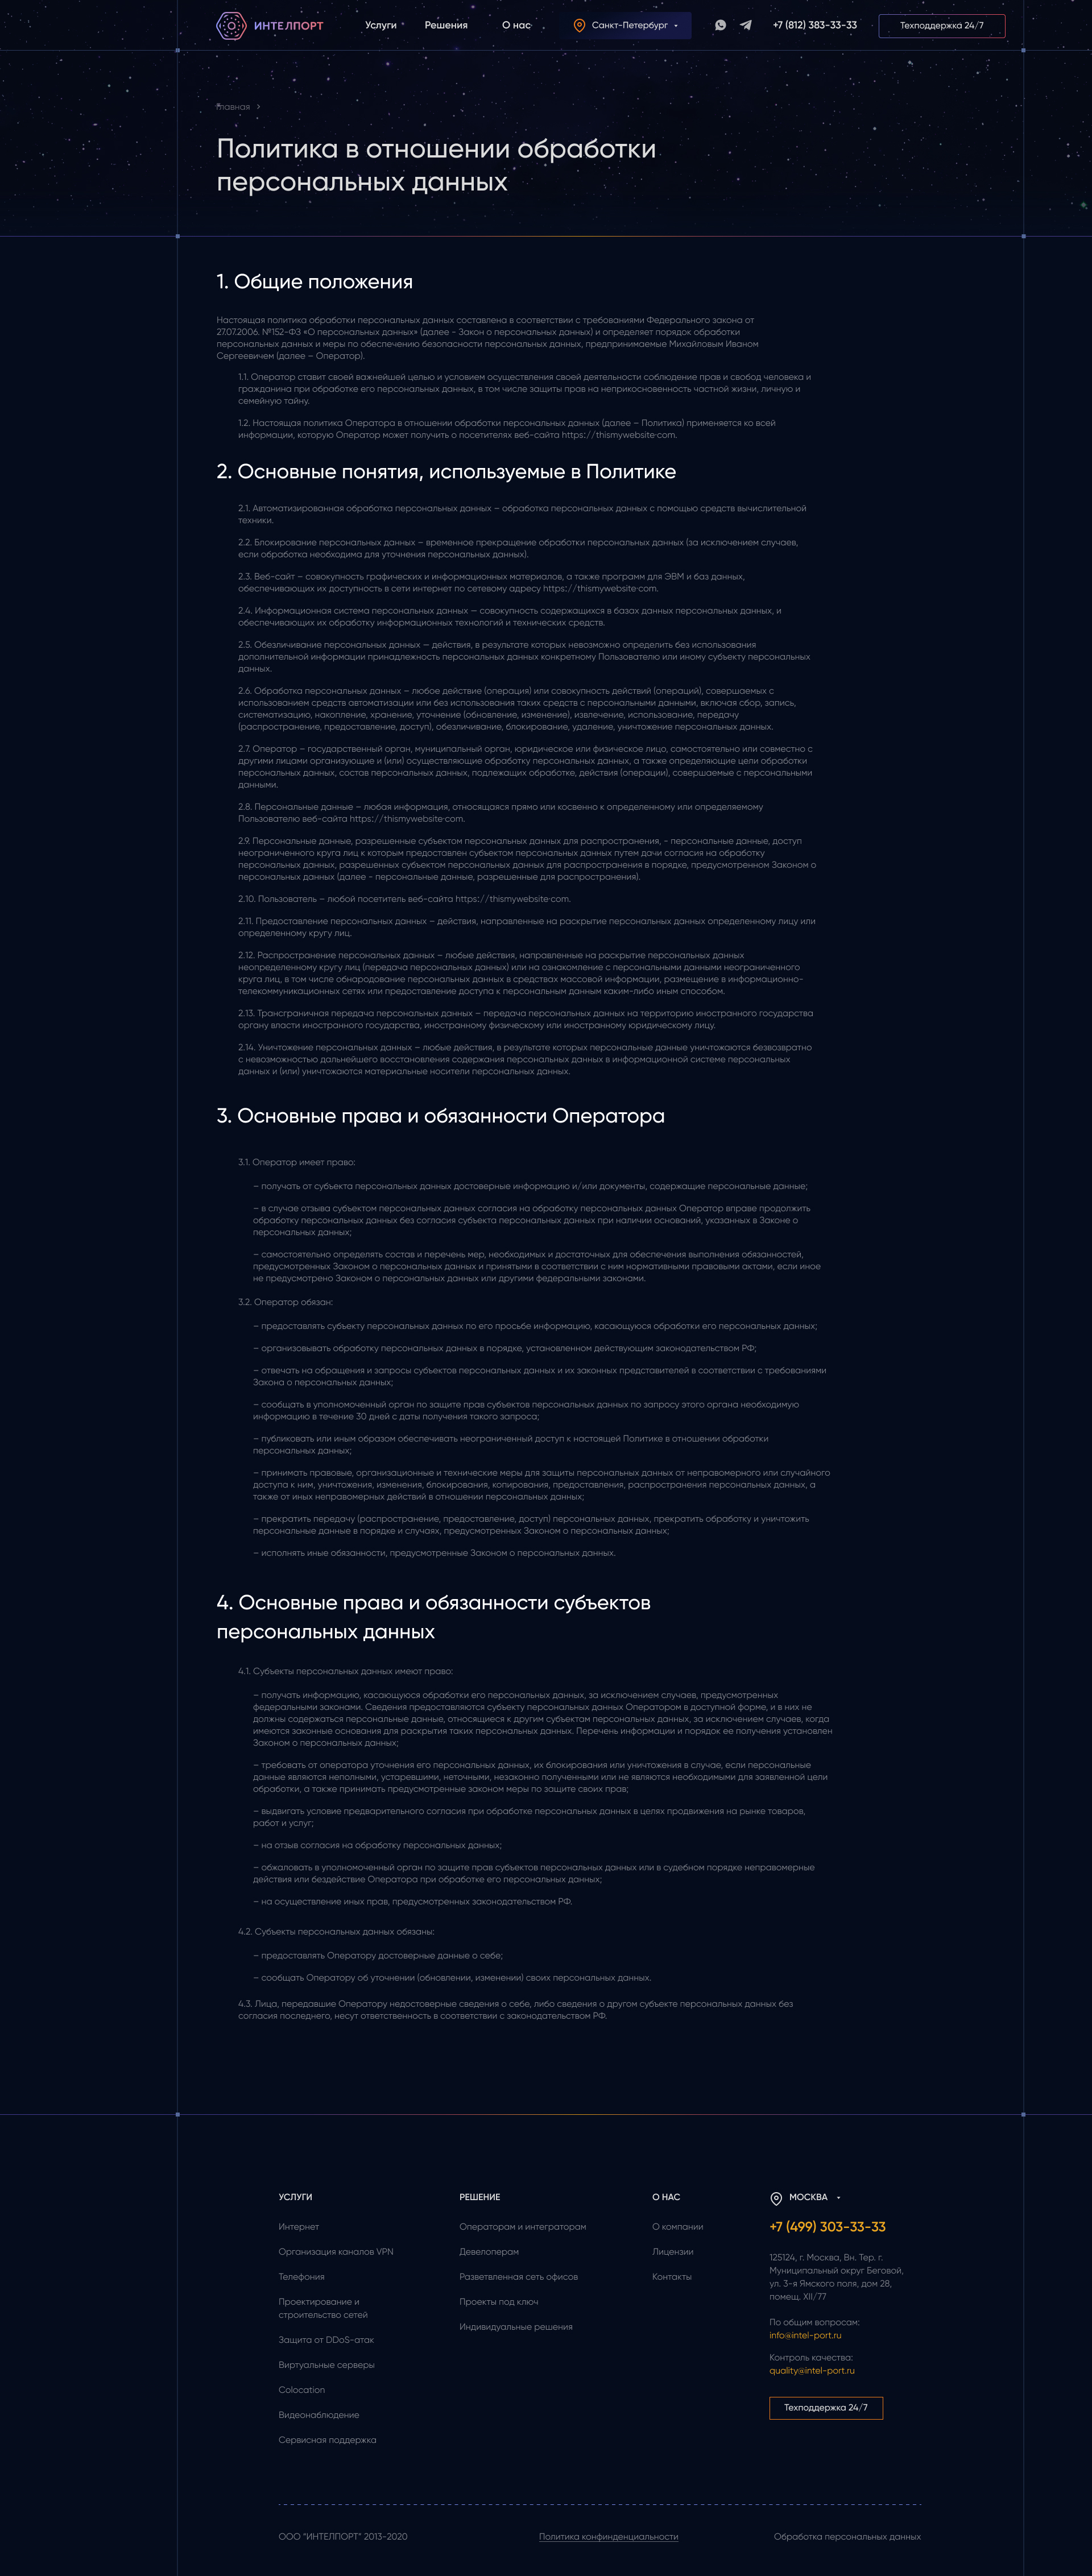 ИНТЕЛПОРТ
Услуги
Решения
О нас
Санкт-Петербург
+7 (812) 383-33-33
Техподдержка 24/7
Главная
Политика в отношении обработки
персональных данных
1. Общие положения
Настоящая политика обработки персональных данных составлена в соответствии с требованиями Федерального закона от
27.07.2006. №152-ФЗ «О персональных данных» (далее - Закон о персональных данных) и определяет порядок обработки
персональных данных и меры по обеспечению безопасности персональных данных, предпринимаемые Михайловым Иваном
Сергеевичем (далее – Оператор).
1.1. Оператор ставит своей важнейшей целью и условием осуществления своей деятельности соблюдение прав и свобод человека и
гражданина при обработке его персональных данных, в том числе защиты прав на неприкосновенность частной жизни, личную и
семейную тайну.
1.2. Настоящая политика Оператора в отношении обработки персональных данных (далее – Политика) применяется ко всей
информации, которую Оператор может получить о посетителях веб-сайта https://thismywebsite·com.
2. Основные понятия, используемые в Политике
2.1. Автоматизированная обработка персональных данных – обработка персональных данных с помощью средств вычислительной
техники.
2.2. Блокирование персональных данных – временное прекращение обработки персональных данных (за исключением случаев,
если обработка необходима для уточнения персональных данных).
2.3. Веб-сайт – совокупность графических и информационных материалов, а также программ для ЭВМ и баз данных,
обеспечивающих их доступность в сети интернет по сетевому адресу https://thismywebsite·com.
2.4. Информационная система персональных данных — совокупность содержащихся в базах данных персональных данных, и
обеспечивающих их обработку информационных технологий и технических средств.
2.5. Обезличивание персональных данных — действия, в результате которых невозможно определить без использования
дополнительной информации принадлежность персональных данных конкретному Пользователю или иному субъекту персональных
данных.
2.6. Обработка персональных данных – любое действие (операция) или совокупность действий (операций), совершаемых с
использованием средств автоматизации или без использования таких средств с персональными данными, включая сбор, запись,
систематизацию, накопление, хранение, уточнение (обновление, изменение), извлечение, использование, передачу
(распространение, предоставление, доступ), обезличивание, блокирование, удаление, уничтожение персональных данных.
2.7. Оператор – государственный орган, муниципальный орган, юридическое или физическое лицо, самостоятельно или совместно с
другими лицами организующие и (или) осуществляющие обработку персональных данных, а также определяющие цели обработки
персональных данных, состав персональных данных, подлежащих обработке, действия (операции), совершаемые с персональными
данными.
2.8. Персональные данные – любая информация, относящаяся прямо или косвенно к определенному или определяемому
Пользователю веб-сайта https://thismywebsite·com.
2.9. Персональные данные, разрешенные субъектом персональных данных для распространения, - персональные данные, доступ
неограниченного круга лиц к которым предоставлен субъектом персональных данных путем дачи согласия на обработку
персональных данных, разрешенных субъектом персональных данных для распространения в порядке, предусмотренном Законом о
персональных данных (далее - персональные данные, разрешенные для распространения).
2.10. Пользователь – любой посетитель веб-сайта https://thismywebsite·com.
2.11. Предоставление персональных данных – действия, направленные на раскрытие персональных данных определенному лицу или
определенному кругу лиц.
2.12. Распространение персональных данных – любые действия, направленные на раскрытие персональных данных
неопределенному кругу лиц (передача персональных данных) или на ознакомление с персональными данными неограниченного
круга лиц, в том числе обнародование персональных данных в средствах массовой информации, размещение в информационно-
телекоммуникационных сетях или предоставление доступа к персональным данным каким-либо иным способом.
2.13. Трансграничная передача персональных данных – передача персональных данных на территорию иностранного государства
органу власти иностранного государства, иностранному физическому или иностранному юридическому лицу.
2.14. Уничтожение персональных данных – любые действия, в результате которых персональные данные уничтожаются безвозвратно
с невозможностью дальнейшего восстановления содержания персональных данных в информационной системе персональных
данных и (или) уничтожаются материальные носители персональных данных.
3. Основные права и обязанности Оператора
3.1. Оператор имеет право:
– получать от субъекта персональных данных достоверные информацию и/или документы, содержащие персональные данные;
– в случае отзыва субъектом персональных данных согласия на обработку персональных данных Оператор вправе продолжить
обработку персональных данных без согласия субъекта персональных данных при наличии оснований, указанных в Законе о
персональных данных;
– самостоятельно определять состав и перечень мер, необходимых и достаточных для обеспечения выполнения обязанностей,
предусмотренных Законом о персональных данных и принятыми в соответствии с ним нормативными правовыми актами, если иное
не предусмотрено Законом о персональных данных или другими федеральными законами.
3.2. Оператор обязан:
– предоставлять субъекту персональных данных по его просьбе информацию, касающуюся обработки его персональных данных;
– организовывать обработку персональных данных в порядке, установленном действующим законодательством РФ;
– отвечать на обращения и запросы субъектов персональных данных и их законных представителей в соответствии с требованиями
Закона о персональных данных;
– сообщать в уполномоченный орган по защите прав субъектов персональных данных по запросу этого органа необходимую
информацию в течение 30 дней с даты получения такого запроса;
– публиковать или иным образом обеспечивать неограниченный доступ к настоящей Политике в отношении обработки
персональных данных;
– принимать правовые, организационные и технические меры для защиты персональных данных от неправомерного или случайного
доступа к ним, уничтожения, изменения, блокирования, копирования, предоставления, распространения персональных данных, а
также от иных неправомерных действий в отношении персональных данных;
– прекратить передачу (распространение, предоставление, доступ) персональных данных, прекратить обработку и уничтожить
персональные данные в порядке и случаях, предусмотренных Законом о персональных данных;
– исполнять иные обязанности, предусмотренные Законом о персональных данных.
4. Основные права и обязанности субъектов
персональных данных
4.1. Субъекты персональных данных имеют право:
– получать информацию, касающуюся обработки его персональных данных, за исключением случаев, предусмотренных
федеральными законами. Сведения предоставляются субъекту персональных данных Оператором в доступной форме, и в них не
должны содержаться персональные данные, относящиеся к другим субъектам персональных данных, за исключением случаев, когда
имеются законные основания для раскрытия таких персональных данных. Перечень информации и порядок ее получения установлен
Законом о персональных данных;
– требовать от оператора уточнения его персональных данных, их блокирования или уничтожения в случае, если персональные
данные являются неполными, устаревшими, неточными, незаконно полученными или не являются необходимыми для заявленной цели
обработки, а также принимать предусмотренные законом меры по защите своих прав;
– выдвигать условие предварительного согласия при обработке персональных данных в целях продвижения на рынке товаров,
работ и услуг;
– на отзыв согласия на обработку персональных данных;
– обжаловать в уполномоченный орган по защите прав субъектов персональных данных или в судебном порядке неправомерные
действия или бездействие Оператора при обработке его персональных данных;
– на осуществление иных прав, предусмотренных законодательством РФ.
4.2. Субъекты персональных данных обязаны:
– предоставлять Оператору достоверные данные о себе;
– сообщать Оператору об уточнении (обновлении, изменении) своих персональных данных.
4.3. Лица, передавшие Оператору недостоверные сведения о себе, либо сведения о другом субъекте персональных данных без
согласия последнего, несут ответственность в соответствии с законодательством РФ.
УСЛУГИ
Интернет
Организация каналов VPN
Телефония
Проектирование и
строительство сетей
Защита от DDoS-атак
Виртуальные серверы
Colocation
Видеонаблюдение
Сервисная поддержка
РЕШЕНИЕ
Операторам и интеграторам
Девелоперам
Разветвленная сеть офисов
Проекты под ключ
Индивидуальные решения
О НАС
О компании
Лицензии
Контакты
МОСКВА
+7 (499) 303-33-33
125124, г. Москва, Вн. Тер. г.
Муниципальный округ Беговой,
ул. 3-я Ямского поля, дом 28,
помещ. XII/77
По общим вопросам:
info@intel-port.ru
Контроль качества:
quality@intel-port.ru
Техподдержка 24/7
ООО "ИНТЕЛПОРТ" 2013-2020
Политика конфинденциальности
Обработка персональных данных